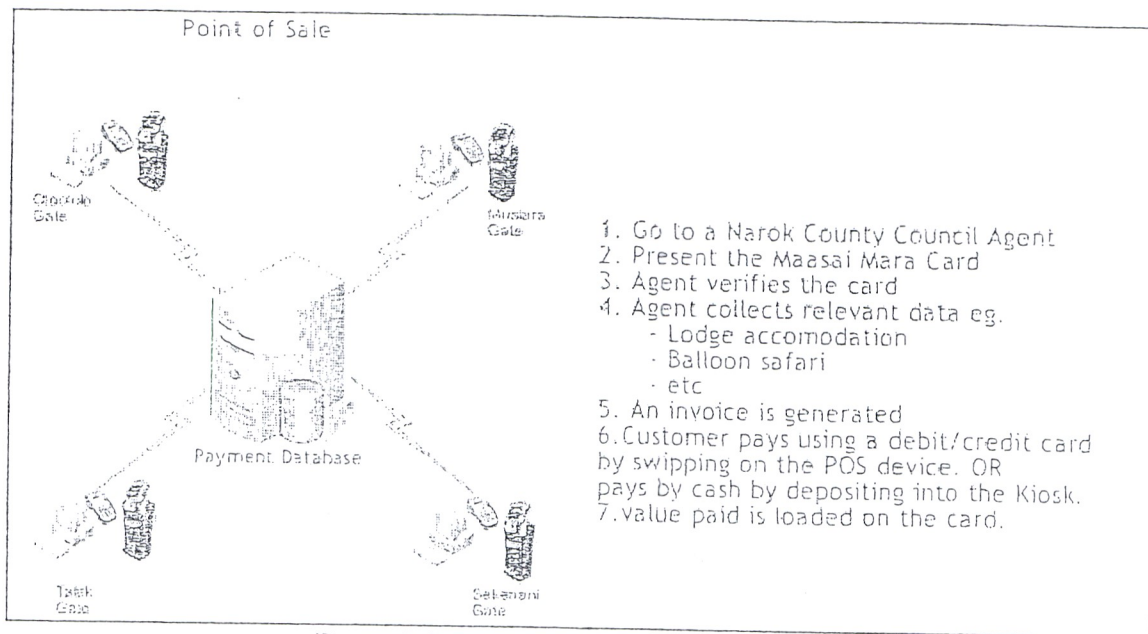 Point of Sale
Gate
Musiara
Gate
1. Go to a Narok County Council Agent
2. Present the Maasai Mara Card
3. Agent verifies the card
4. Agent collects relevant data eg.
- Lodge accomodation
- Balloon safari
- etc
5. An invoice is generated
6.Customer pays using a debit/credit card
by swipping on the POS device. OR
pays by cash by depositing into the Kiosk.
7.value paid is loaded on the card.
Payment Database
Talek
Gate
Sekenani
Gate